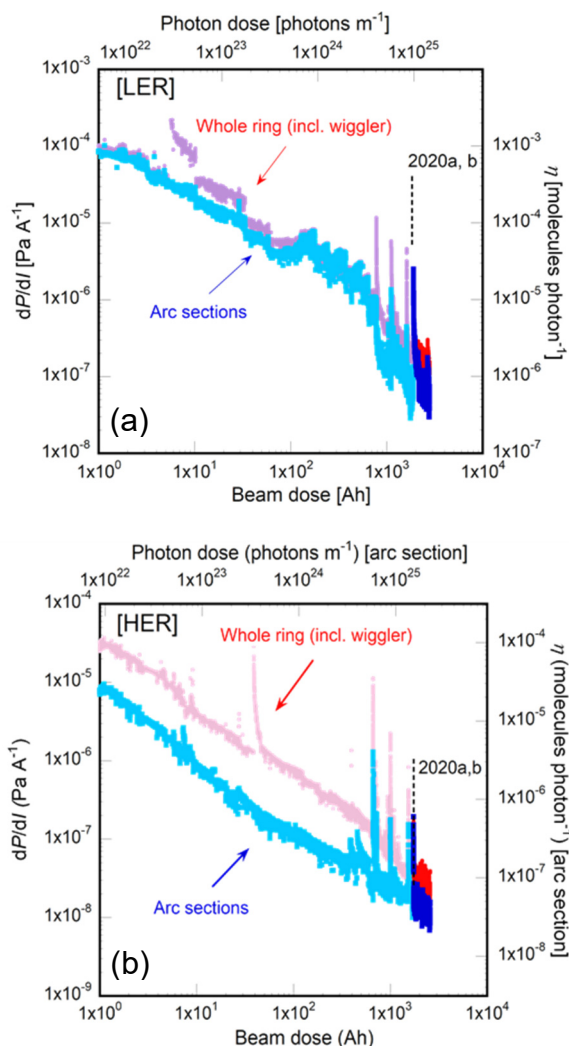 Photon dose [photons m⁻¹]
1x10²² 1x10²³ 1x10²⁴ 1x10²⁵
1x10⁻³
[LER]
Whole ring (incl. wiggler)
2020a, b
1x10⁻⁴ 1x10⁻³
1x10⁻⁵ 1x10⁻⁴
1x10⁻⁶ 1x10⁻⁵
1x10⁻⁷ 1x10⁻⁶
1x10⁻⁸ 1x10⁻⁷
dP/dI [Pa A⁻¹]
η [molecules photon⁻¹]
Arc sections
(a)
1x10⁰ 1x10¹ 1x10² 1x10³ 1x10⁴
Beam dose [Ah]
Photon dose (photons m⁻¹) [arc section]
1x10²² 1x10²³ 1x10²⁴ 1x10²⁵
1x10⁻⁴
[HER]
Whole ring (incl. wiggler)
1x10⁻⁴
1x10⁻⁵ 1x10⁻⁵
2020a,b
1x10⁻⁶ 1x10⁻⁶
1x10⁻⁷ 1x10⁻⁷
1x10⁻⁸ 1x10⁻⁸
1x10⁻⁹
dP/dI (Pa A⁻¹)
η (molecules photon⁻¹) [arc section]
Arc sections
(b)
1x10⁰ 1x10¹ 1x10² 1x10³ 1x10⁴
Beam dose (Ah)